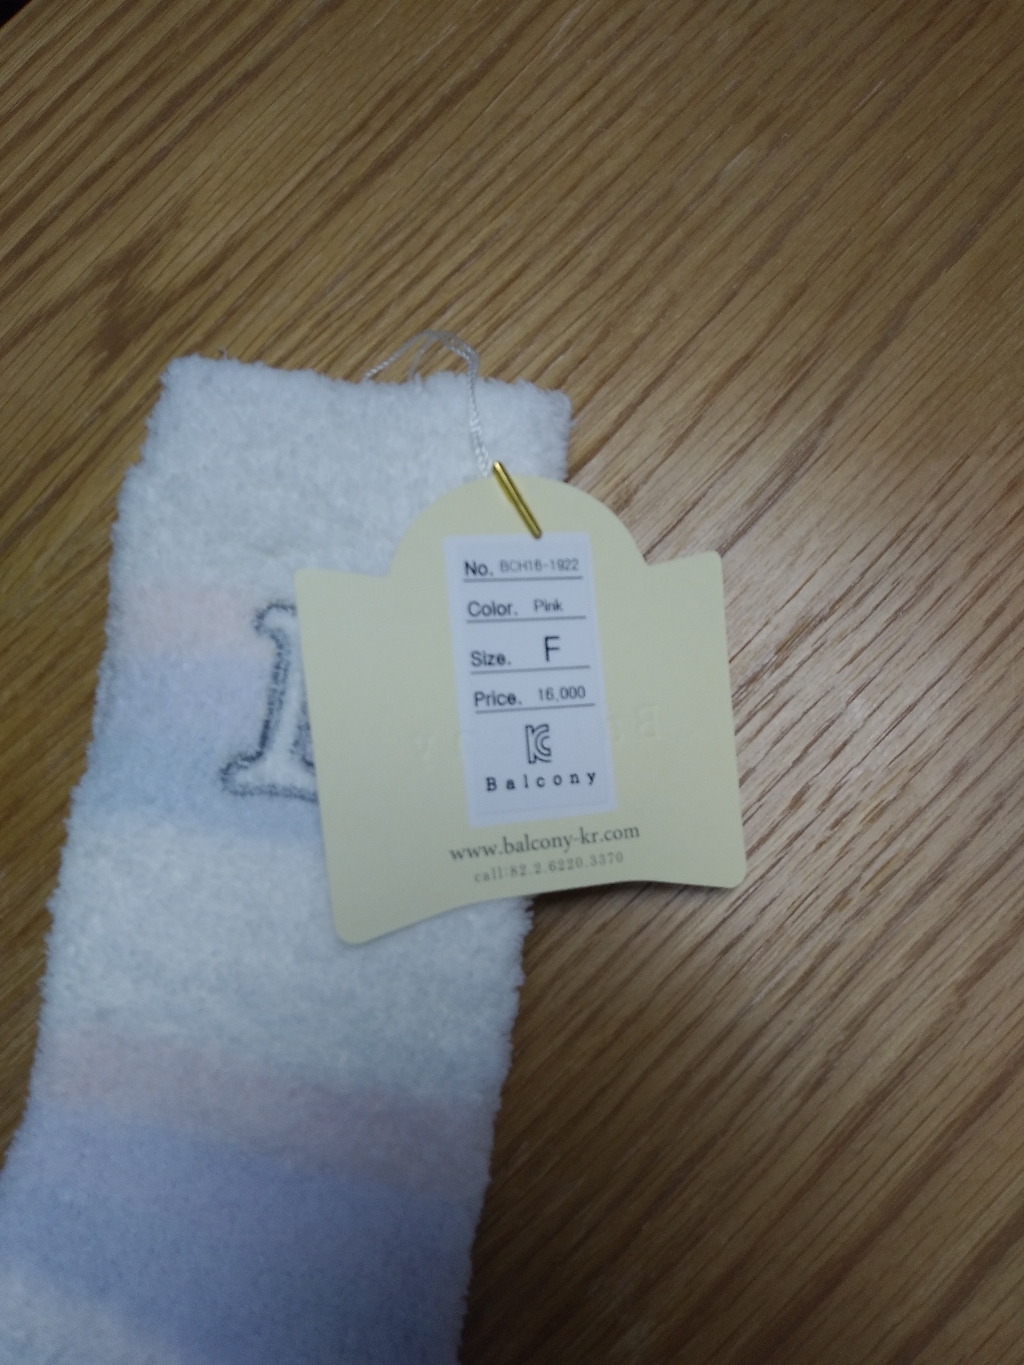 No. BCH16-1922
Color. Pink
Size. F
Price. 16,000
KC
Balcony
www.balcony-kr.com
call:82.2.6220.3370